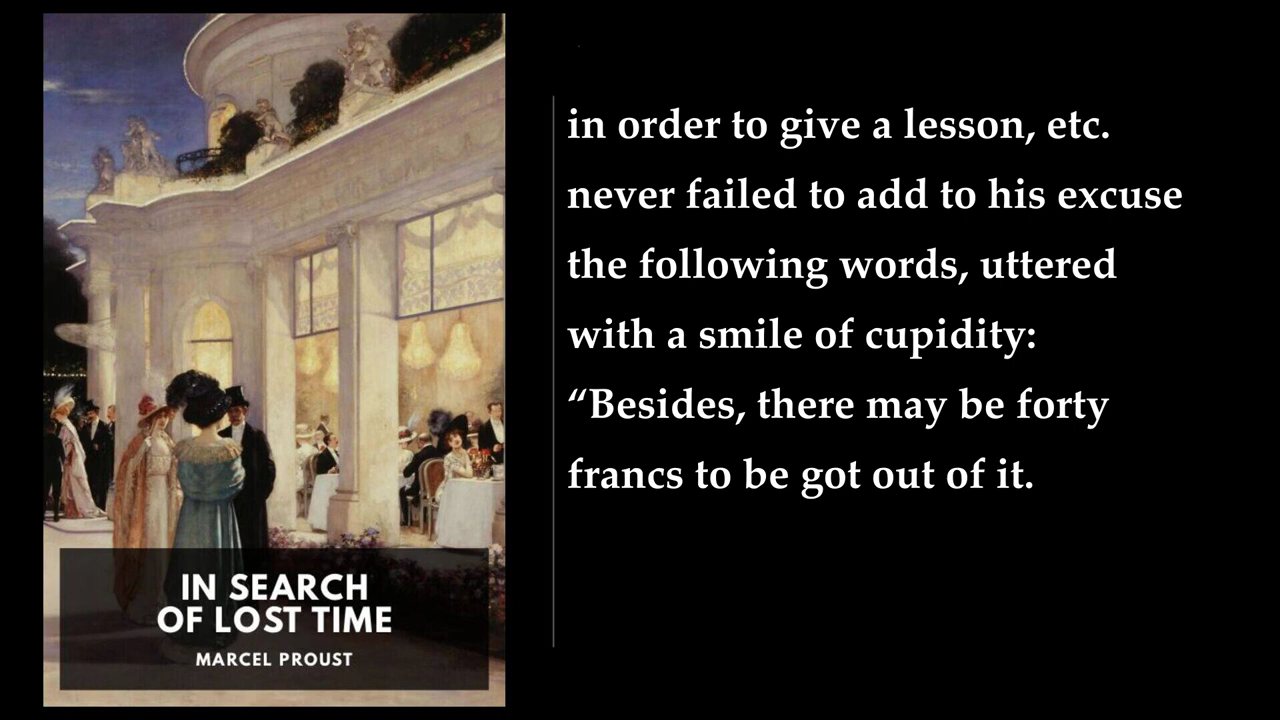 in order to give a lesson, etc.
never failed to add to his excuse
the following words, uttered
with a smile of cupidity:
“Besides, there may be forty
francs to be got out of it.
IN SEARCH
OF LOST TIME
MARCEL PROUST